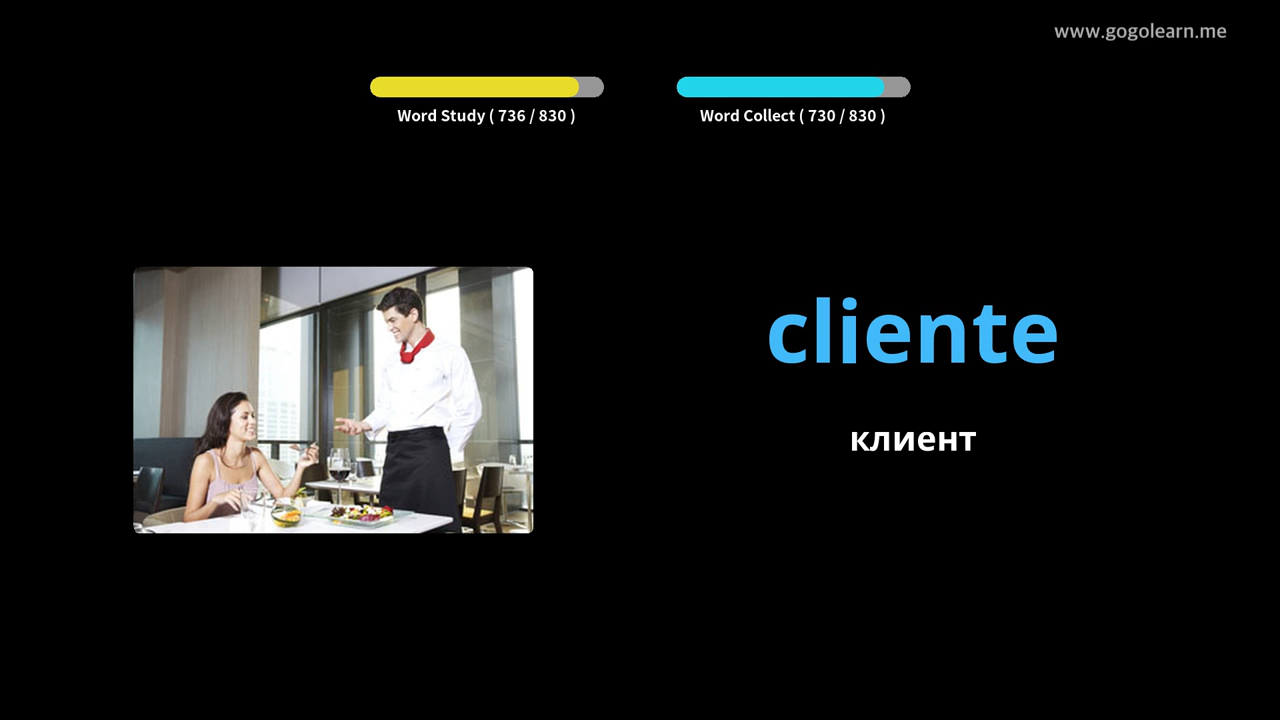 www.gogolearn.me
Word Study ( 736 / 830 )
Word Collect ( 730 / 830 )
cliente
клиент